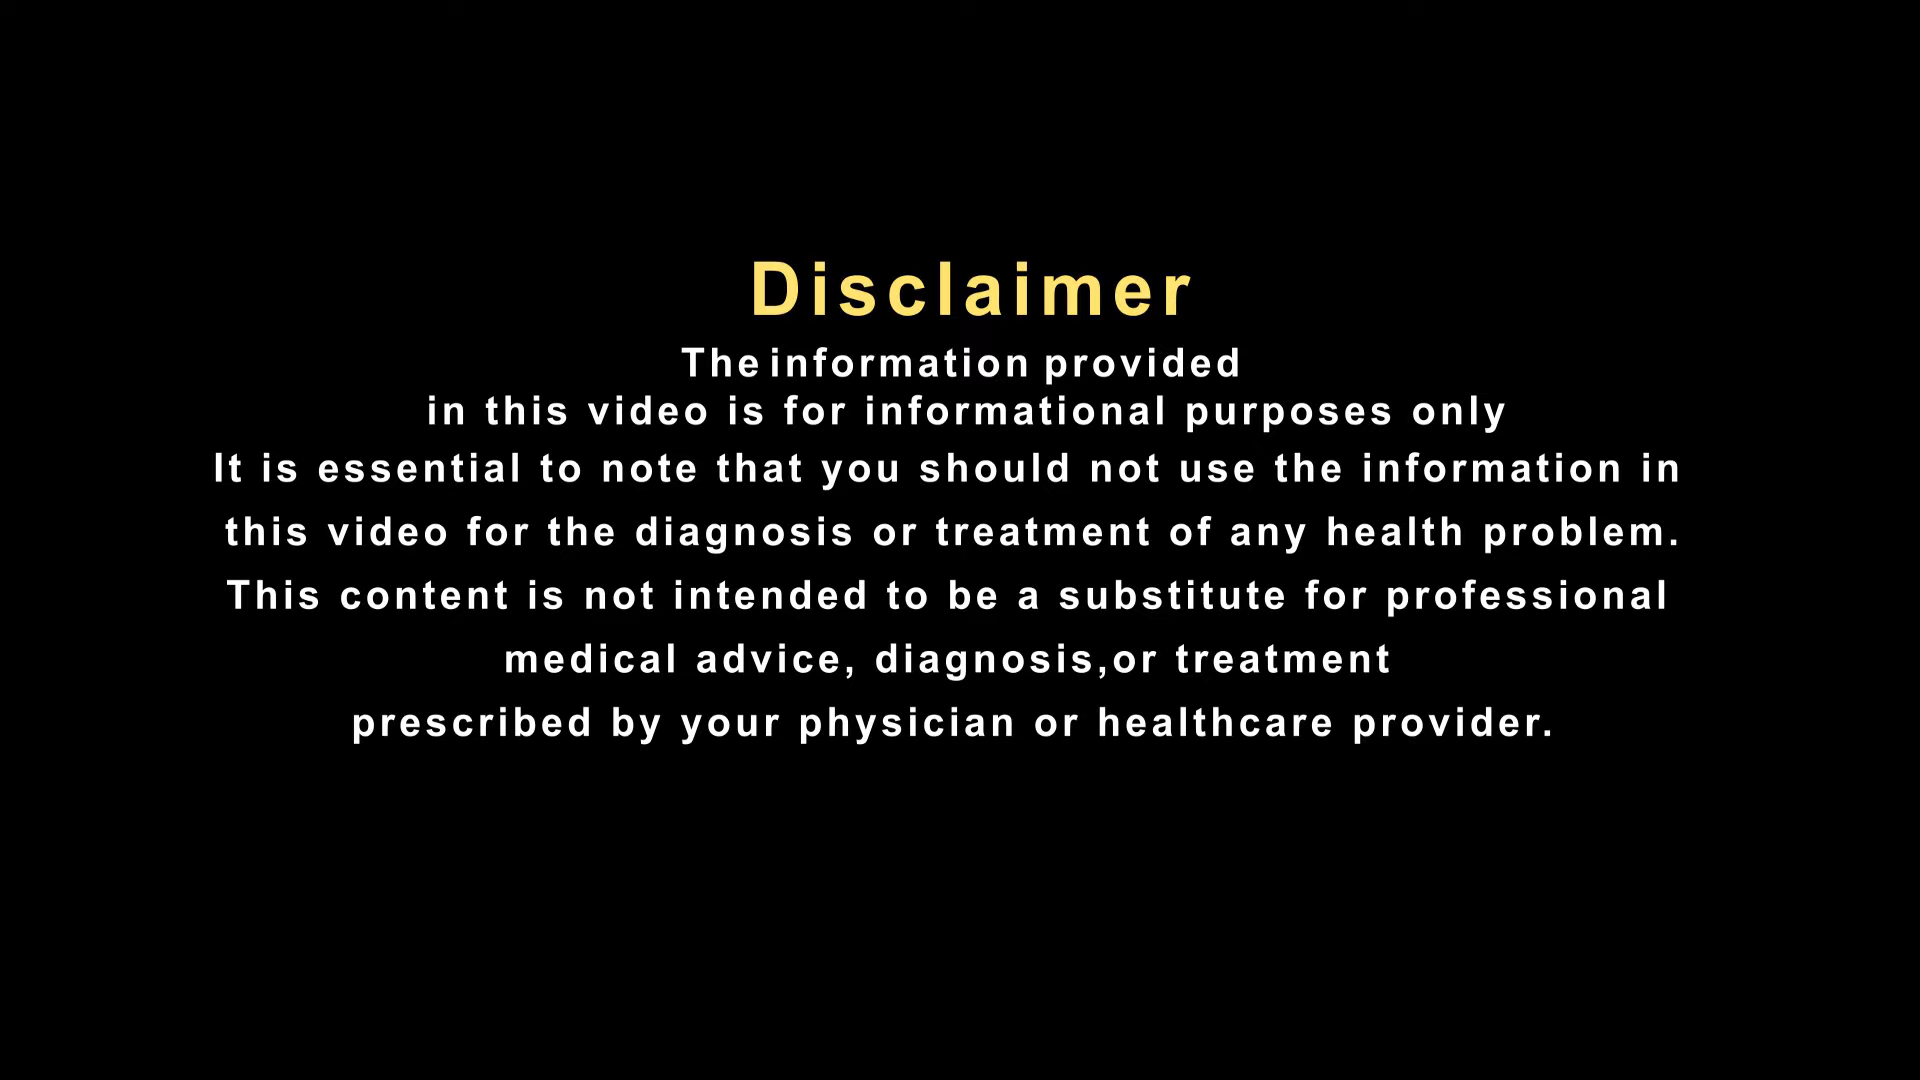 Disclaimer
The information provided
in this video is for informational purposes only
It is essential to note that you should not use the information in
this video for the diagnosis or treatment of any health problem.
This content is not intended to be a substitute for professional
medical advice, diagnosis,or treatment
prescribed by your physician or healthcare provider.